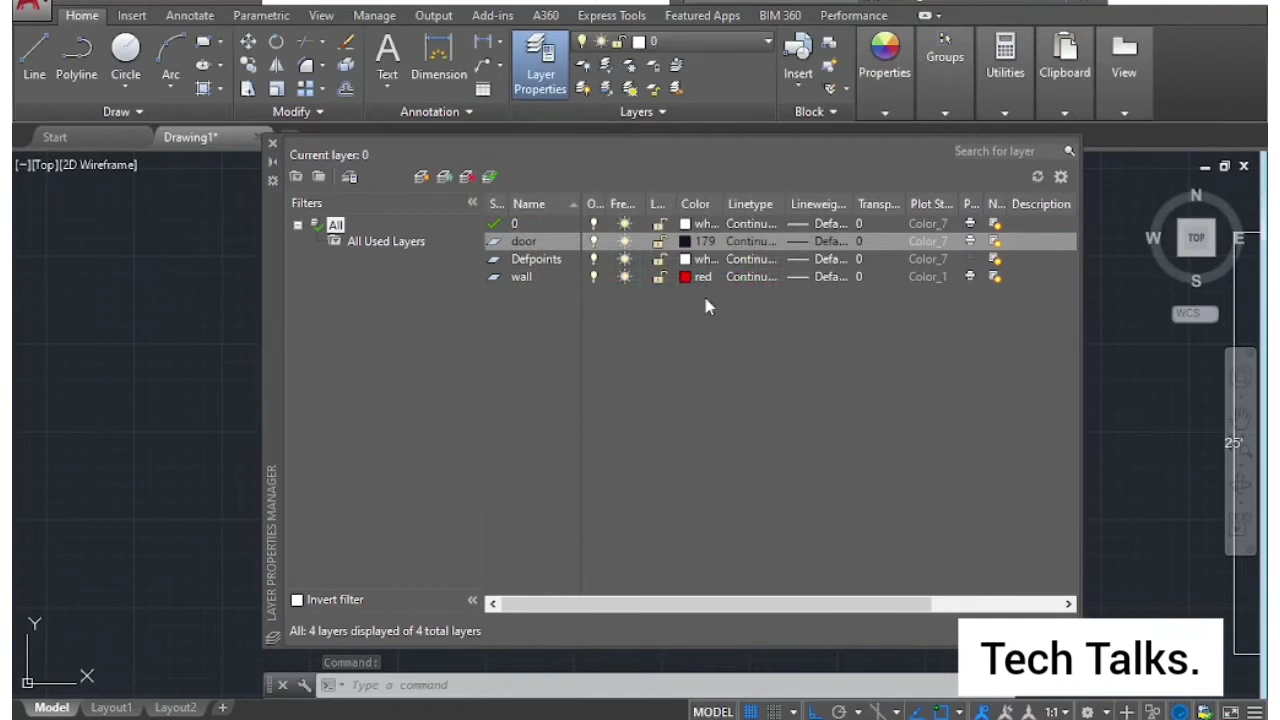 Home Insert Annotate Parametric View Manage Output Add-ins A360 Express Tools Featured Apps BIM 360 Performance
0
Line Polyline Circle Arc Text Dimension Layer Properties Insert Properties Groups Utilities Clipboard View
Draw Modify Annotation Layers Block
Start Drawing1*
[−][Top][2D Wireframe]
Current layer: 0
Search for layer
Filters
All
All Used Layers
S... Name O... Fre... L... Color Linetype Lineweig... Transp... Plot St... P... N... Description
0 wh... Continu... Defa... 0 Color_7
door 179 Continu... Defa... 0 Color_7
Defpoints wh... Continu... Defa... 0 Color_7
wall red Continu... Defa... 0 Color_1
N
W TOP E
S
WCS
25'
LAYER PROPERTIES MANAGER
Invert filter
All: 4 layers displayed of 4 total layers
Y
X
Command:
Type a command
Tech Talks.
Model Layout1 Layout2 +
MODEL 1:1